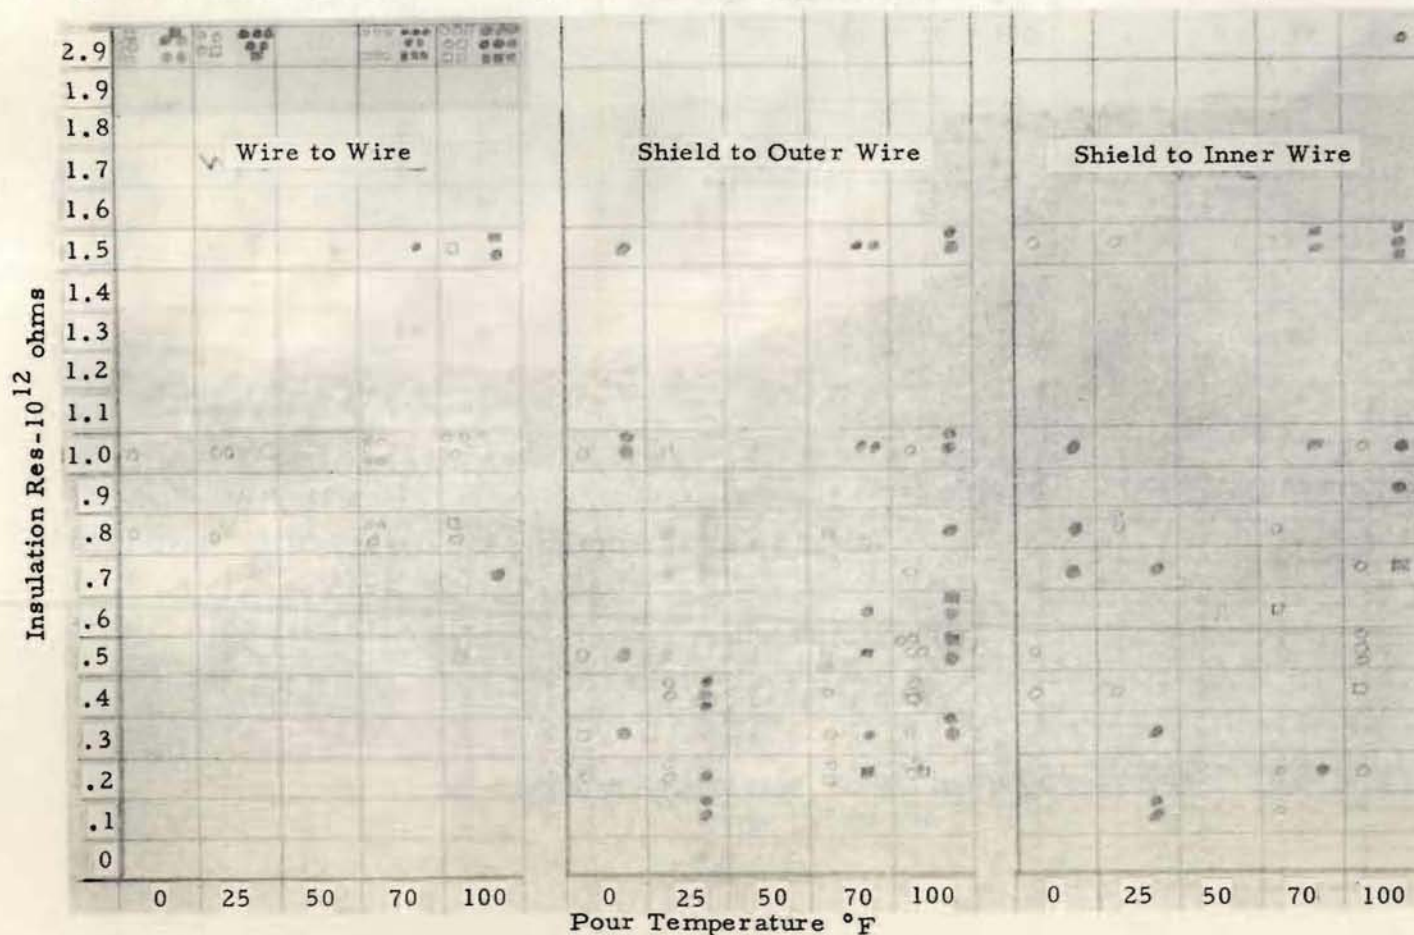 2.9
1.9
1.8
1.7
1.6
1.5
1.4
1.3
1.2
1.1
1.0
.9
.8
.7
.6
.5
.4
.3
.2
.1
0
Insulation Res-10¹² ohms
Wire to Wire
Shield to Outer Wire
Shield to Inner Wire
0 25 50 70 100
0 25 50 70 100
0 25 50 70 100
Pour Temperature °F